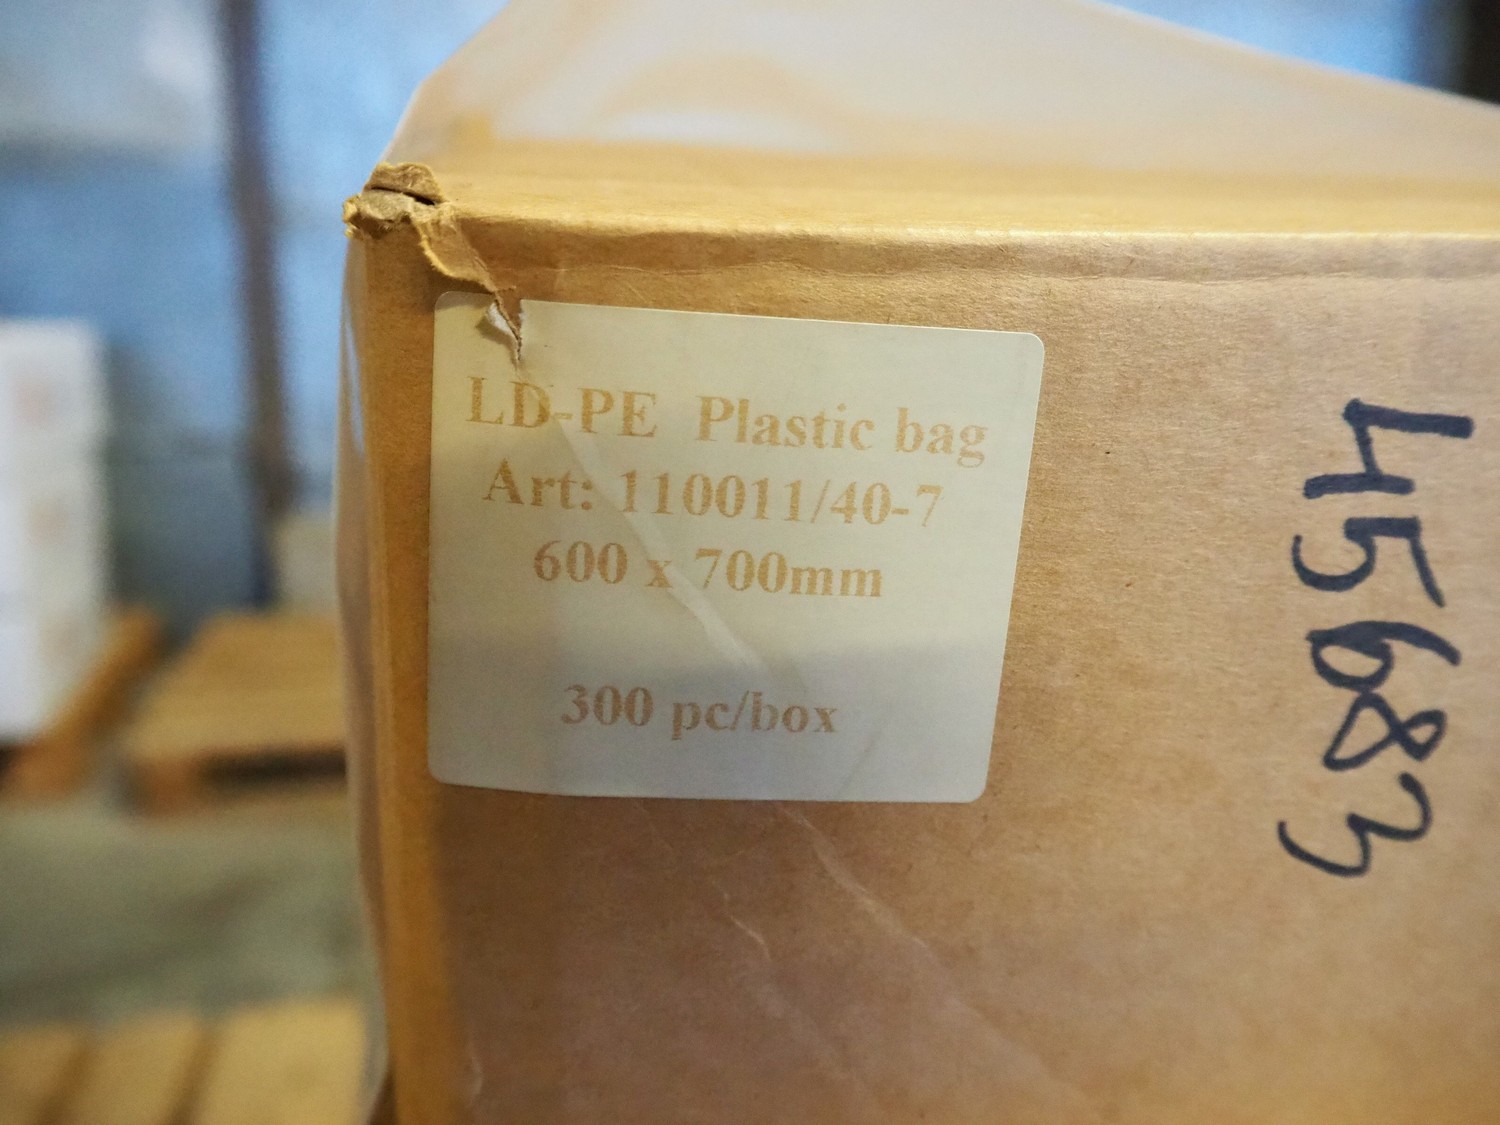 LD-PE Plastic bag
Art: 110011/40-7
600 x 700mm
300 pc/box
45683